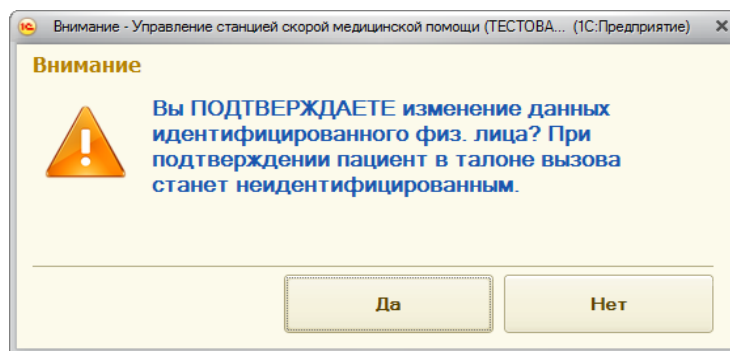 Внимание - Управление станцией скорой медицинской помощи (ТЕСТОВА... (1С:Предприятие)
Внимание
Вы ПОДТВЕРЖДАЕТЕ изменение данных
идентифицированного физ. лица? При
подтверждении пациент в талоне вызова
станет неидентифицированным.
Да Нет